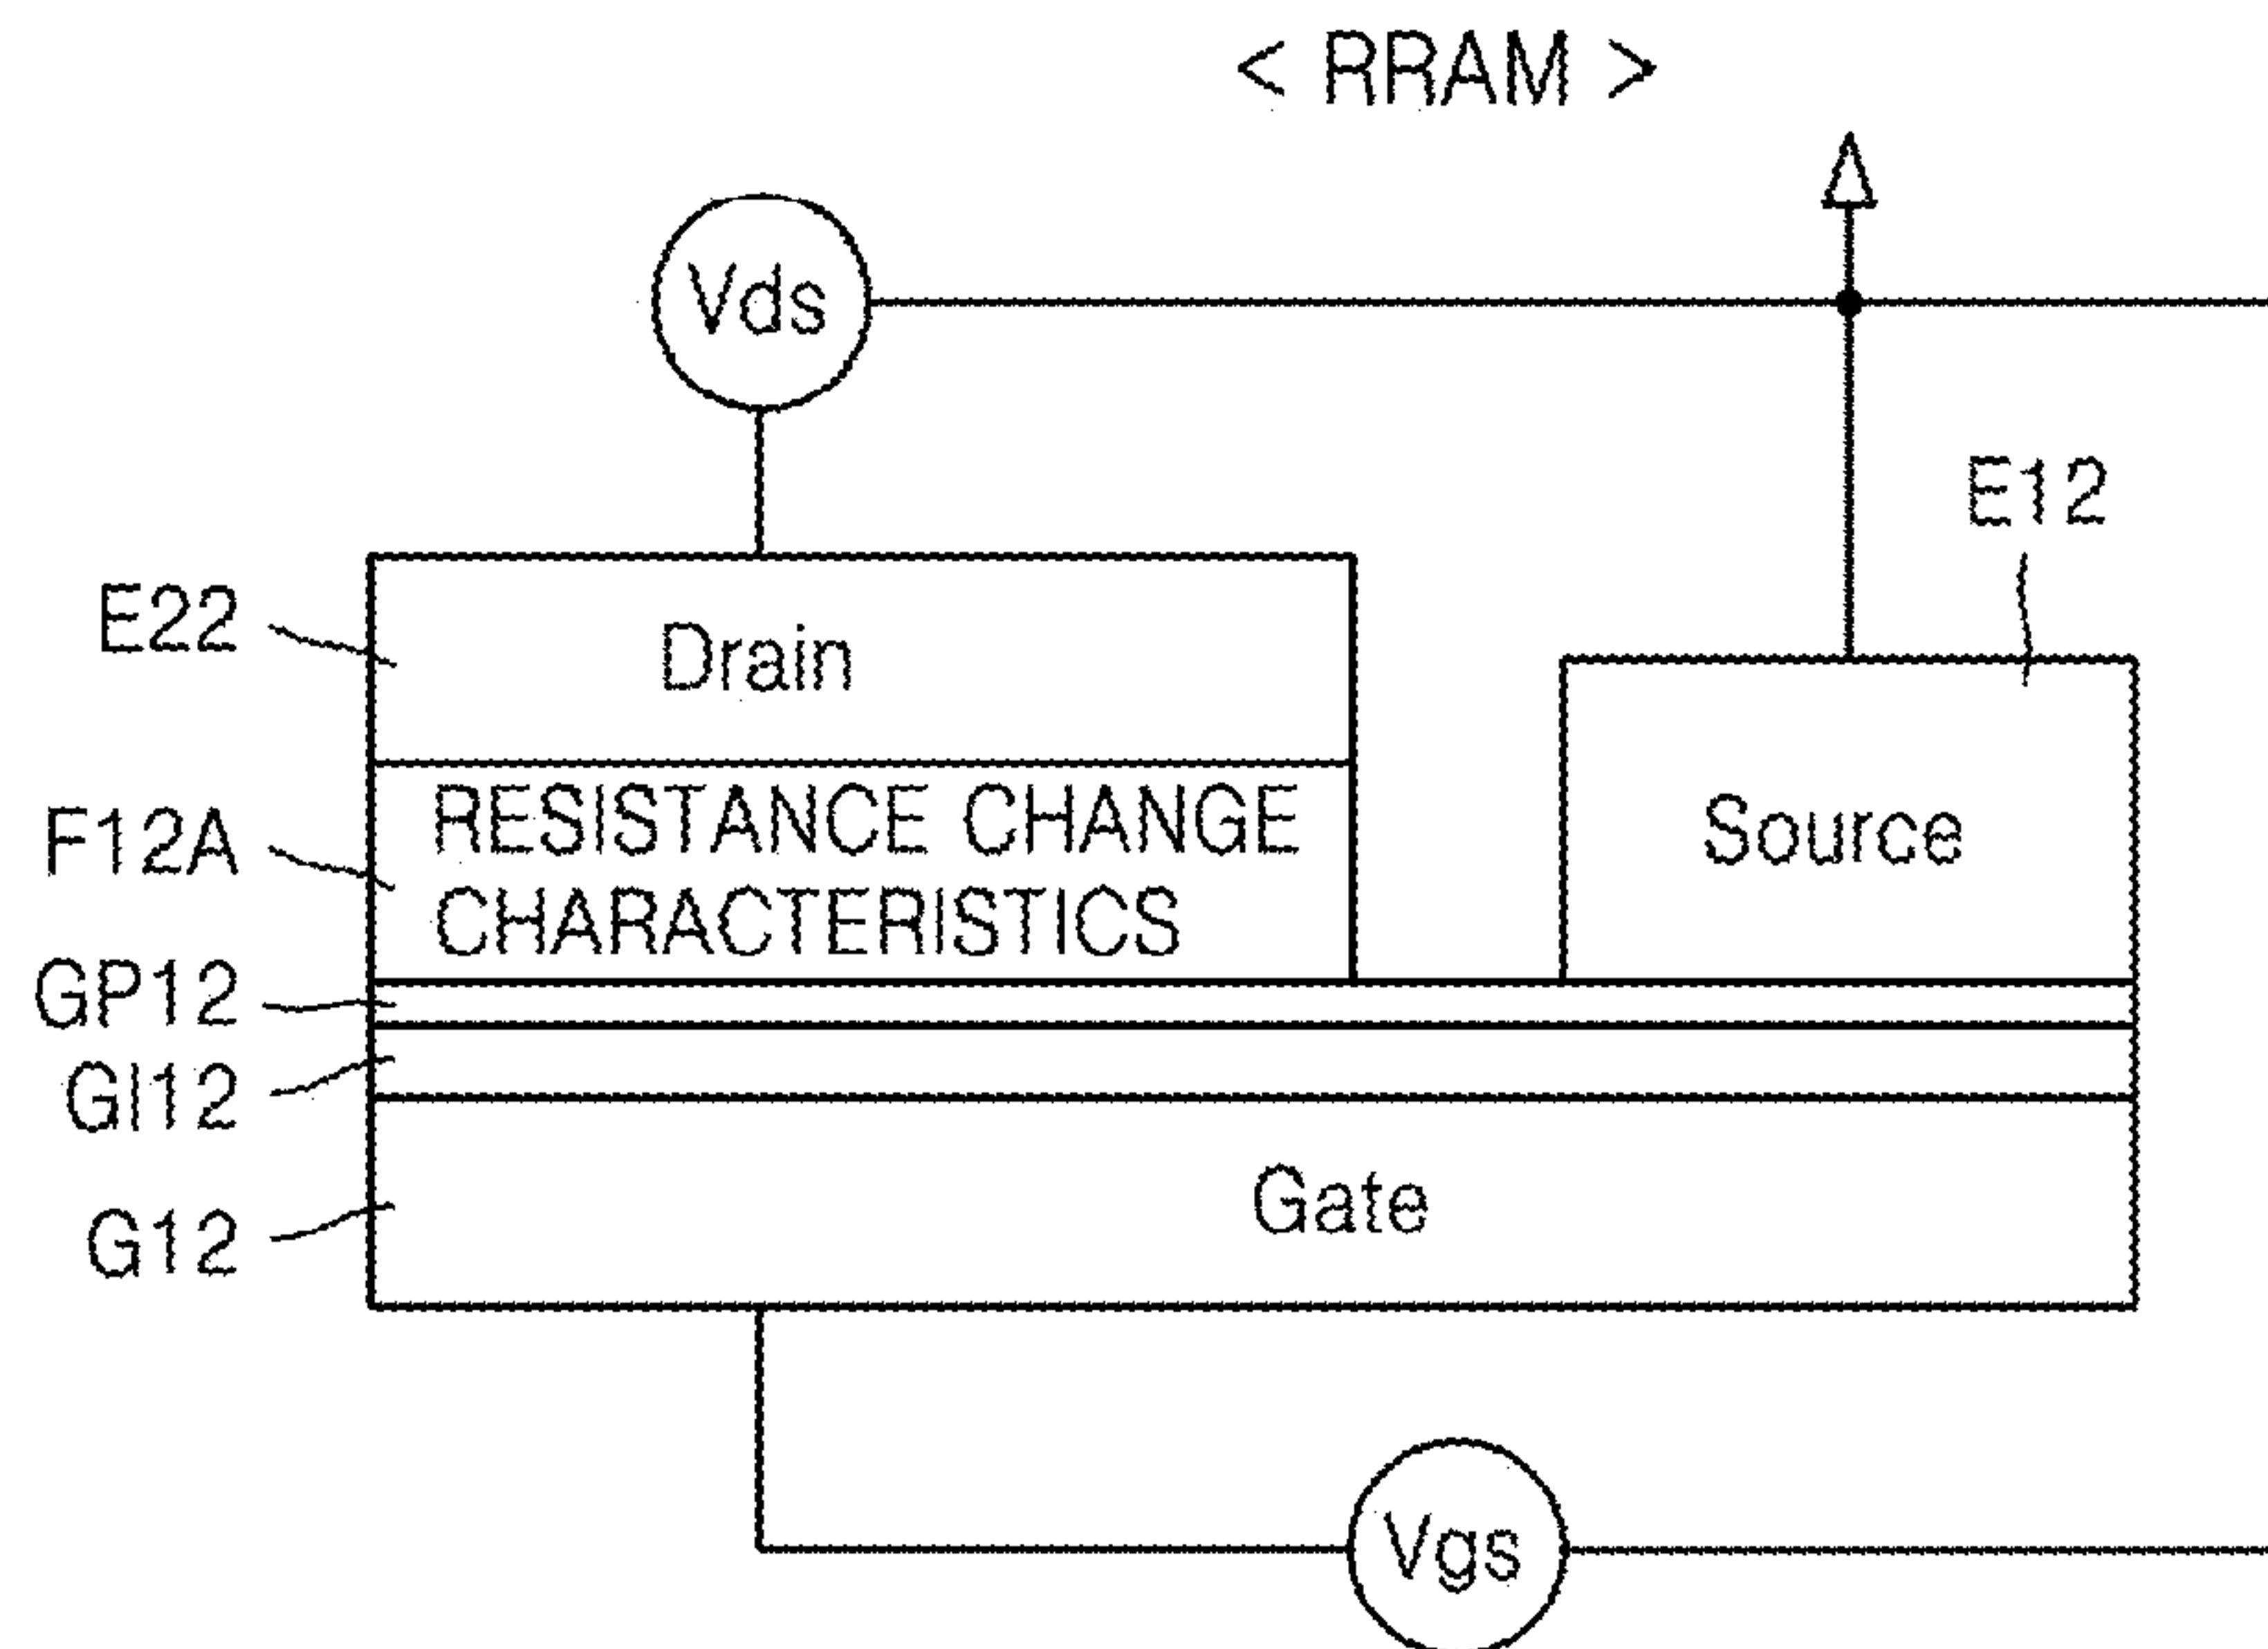 < RRAM >
Vds
E12
E22
Drain
F12A
RESISTANCE CHANGE
CHARACTERISTICS
Source
GP12
GI12
G12
Gate
Vgs